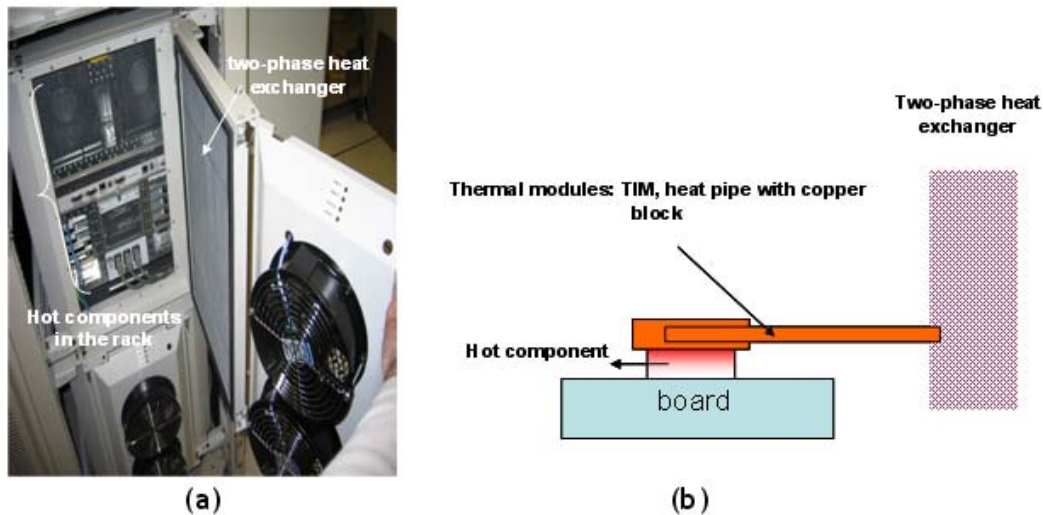 two-phase heat
exchanger
Hot components
in the rack
(a)
Two-phase heat
exchanger
Thermal modules: TIM, heat pipe with copper
block
Hot component
board
(b)